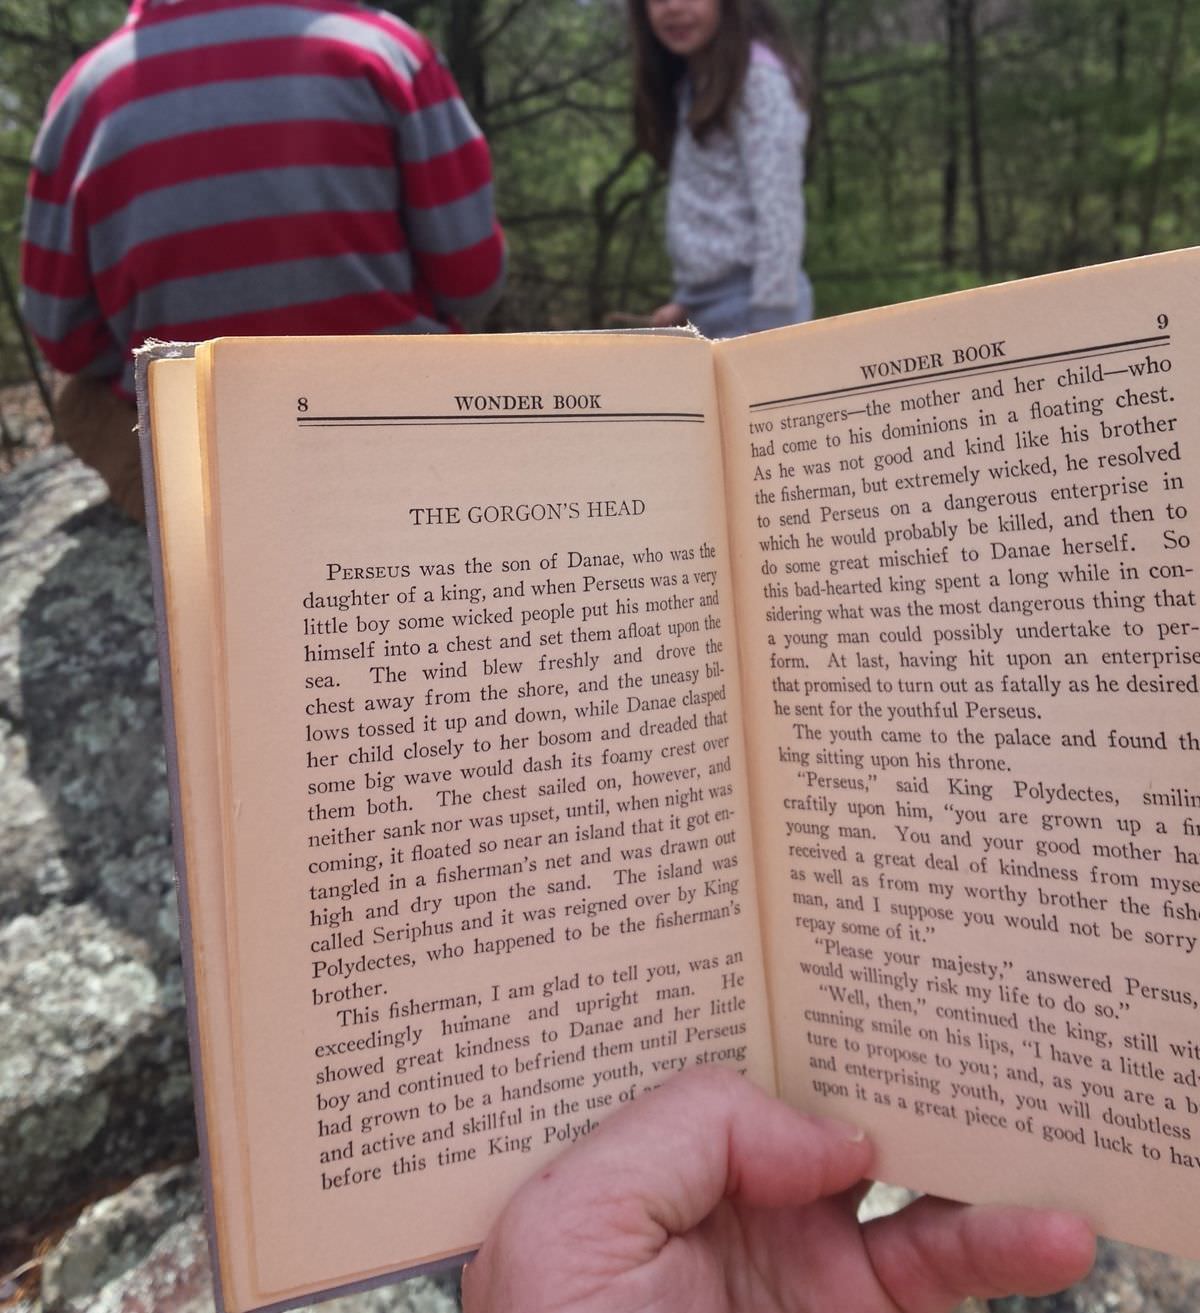 8
WONDER BOOK
THE GORGON'S HEAD
PERSEUS was the son of Danae, who was the
daughter of a king, and when Perseus was a very
little boy some wicked people put his mother and
himself into a chest and set them afloat upon the
sea. The wind blew freshly and drove the
chest away from the shore, and the uneasy bil-
lows tossed it up and down, while Danae clasped
her child closely to her bosom and dreaded that
some big wave would dash its foamy crest over
them both. The chest sailed on, however, and
neither sank nor was upset, until, when night was
coming, it floated so near an island that it got en-
tangled in a fisherman's net and was drawn out
high and dry upon the sand. The island was
called Seriphus and it was reigned over by King
Polydectes, who happened to be the fisherman's
brother.
This fisherman, I am glad to tell you, was an
exceedingly humane and upright man. He
showed great kindness to Danae and her little
boy and continued to befriend them until Perseus
had grown to be a handsome youth, very strong
and active and skillful in the use of
before this time King Polyde
9
WONDER BOOK
two strangers—the mother and her child—who
had come to his dominions in a floating chest.
As he was not good and kind like his brother
the fisherman, but extremely wicked, he resolved
to send Perseus on a dangerous enterprise in
which he would probably be killed, and then to
do some great mischief to Danae herself. So
this bad-hearted king spent a long while in con-
sidering what was the most dangerous thing that
a young man could possibly undertake to per-
form. At last, having hit upon an enterprise
that promised to turn out as fatally as he desired
he sent for the youthful Perseus.
The youth came to the palace and found th
king sitting upon his throne.
"Perseus," said King Polydectes, smilin
craftily upon him, "you are grown up a fi
young man. You and your good mother ha
received a great deal of kindness from myse
as well as from my worthy brother the fish
man, and I suppose you would not be sorry
repay some of it."
"Please your majesty," answered Persus,
would willingly risk my life to do so."
"Well, then," continued the king, still wit
cunning smile on his lips, "I have a little ad-
ture to propose to you; and, as you are a b
and enterprising youth, you will doubtless
upon it as a great piece of good luck to hav